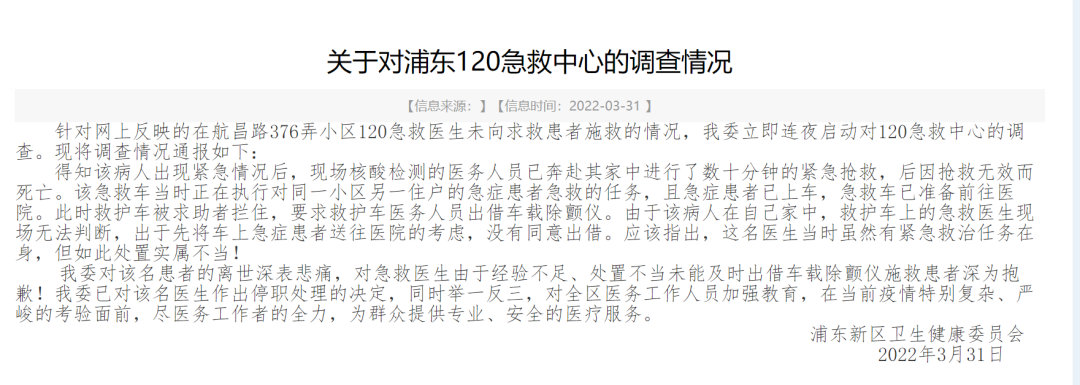 关于对浦东120急救中心的调查情况
【信息来源：】【信息时间：2022-03-31 】
针对网上反映的在航昌路376弄小区120急救医生未向求救患者施救的情况，我委立即连夜启动对120急救中心的调
查。现将调查情况通报如下：
得知该病人出现紧急情况后，现场核酸检测的医务人员已奔赴其家中进行了数十分钟的紧急抢救，后因抢救无效而
死亡。该急救车当时正在执行对同一小区另一住户的急症患者急救的任务，且急症患者已上车，急救车已准备前往医
院。此时救护车被求助者拦住，要求救护车医务人员出借车载除颤仪。由于该病人在自己家中，救护车上的急救医生现
场无法判断，出于先将车上急症患者送往医院的考虑，没有同意出借。应该指出，这名医生当时虽然有紧急救治任务在
身，但如此处置实属不当！
我委对该名患者的离世深表悲痛，对急救医生由于经验不足、处置不当未能及时出借车载除颤仪施救患者深为抱
歉！我委已对该名医生作出停职处理的决定，同时举一反三，对全区医务工作人员加强教育，在当前疫情特别复杂、严
峻的考验面前，尽医务工作者的全力，为群众提供专业、安全的医疗服务。
浦东新区卫生健康委员会
2022年3月31日